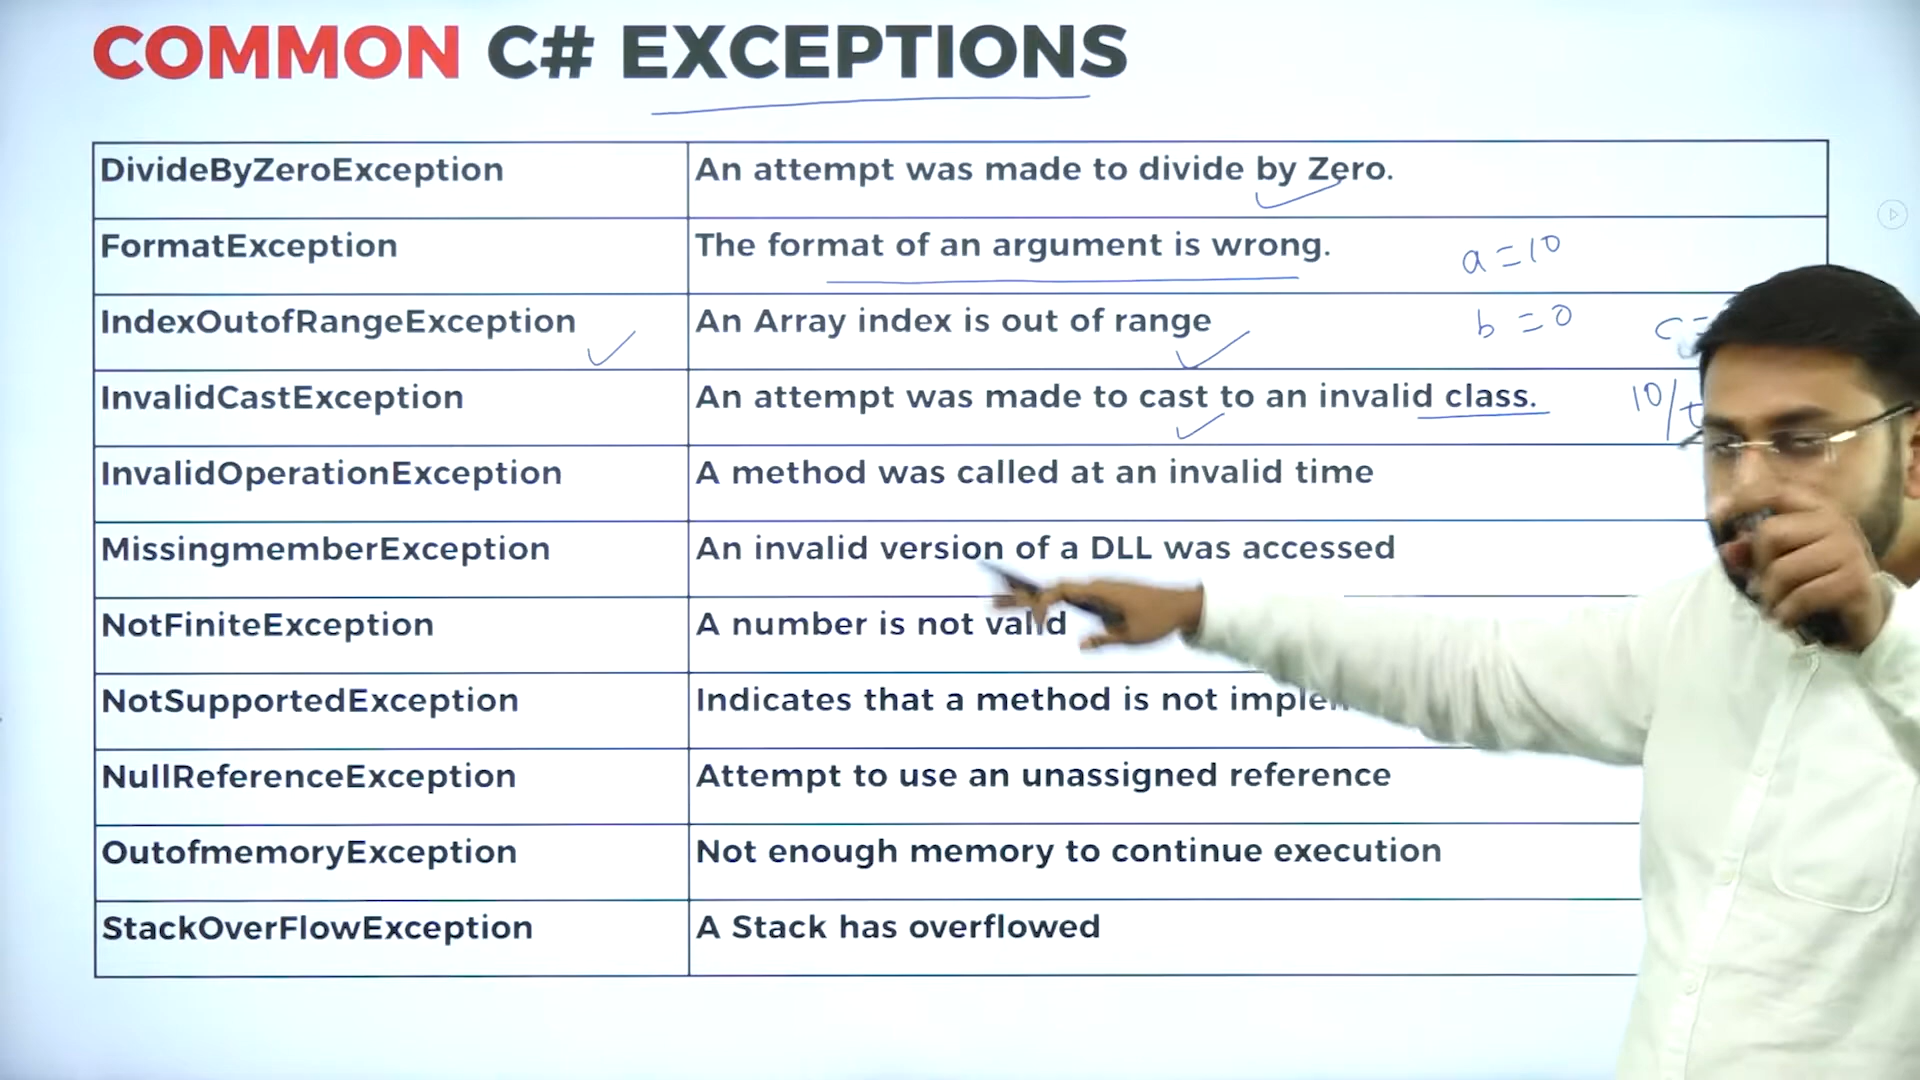 COMMON C# EXCEPTIONS
DivideByZeroException An attempt was made to divide by Zero.
FormatException The format of an argument is wrong.
a = 10
IndexOutofRangeException An Array index is out of range
b = 0 c =
InvalidCastException An attempt was made to cast to an invalid class.
10/
InvalidOperationException A method was called at an invalid time
MissingmemberException An invalid version of a DLL was accessed
NotFiniteException A number is not valid
NotSupportedException Indicates that a method is not
NullReferenceException Attempt to use an unassigned reference
OutofmemoryException Not enough memory to continue execution
StackOverFlowException A Stack has overflowed